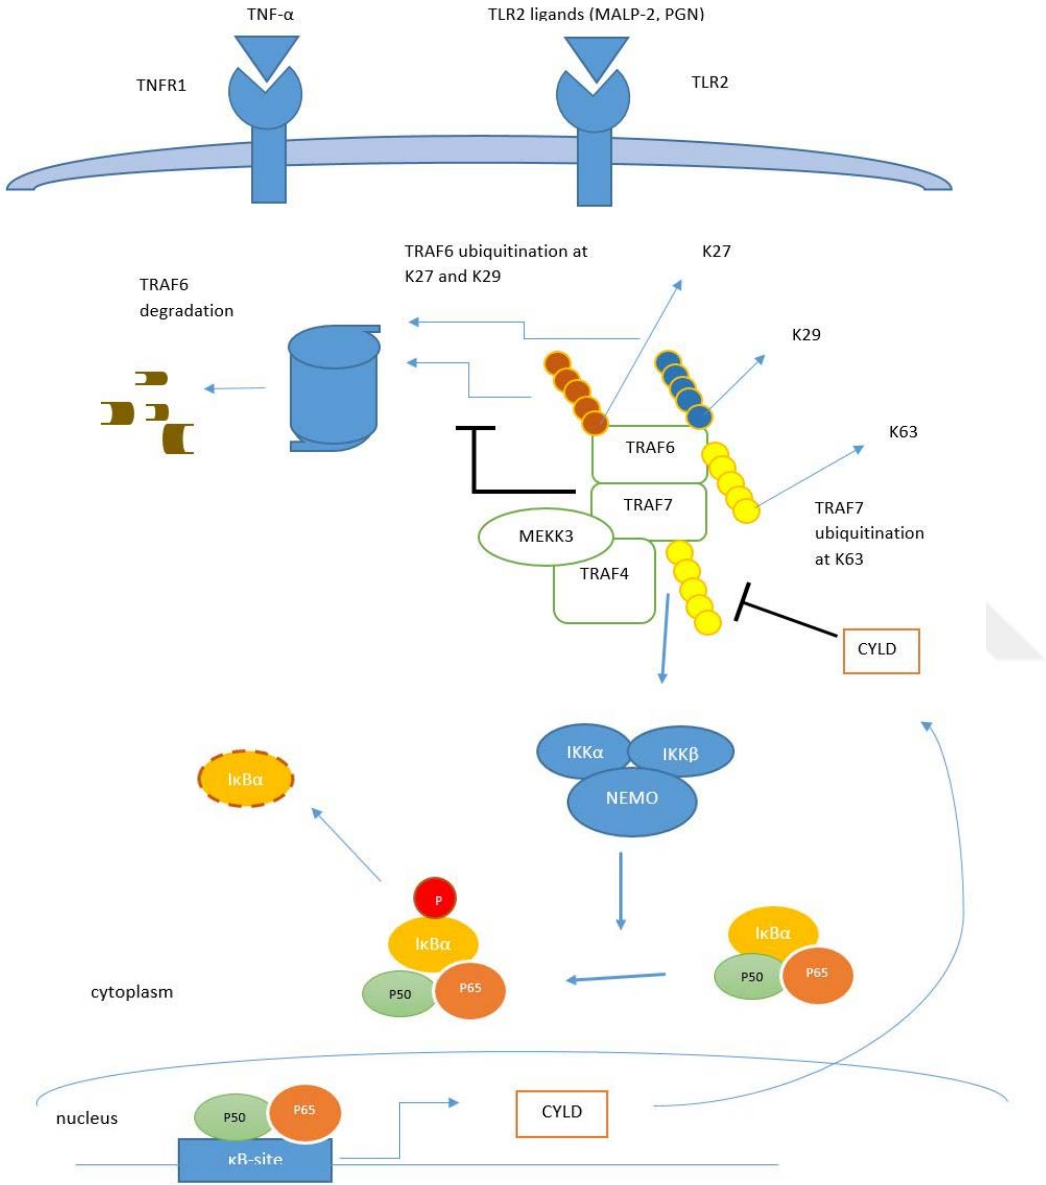 TNF-α
TLR2 ligands (MALP-2, PGN)
TNFR1
TLR2
TRAF6 ubiquitination at
K27 and K29
K27
TRAF6
degradation
K29
K63
TRAF6
TRAF7
TRAF7
ubiquitination
at K63
MEKK3
TRAF4
CYLD
IKKα
IKKβ
NEMO
IκBα
P
IκBα
P50
P65
IκBα
P50
P65
cytoplasm
nucleus
P50
P65
CYLD
κB-site